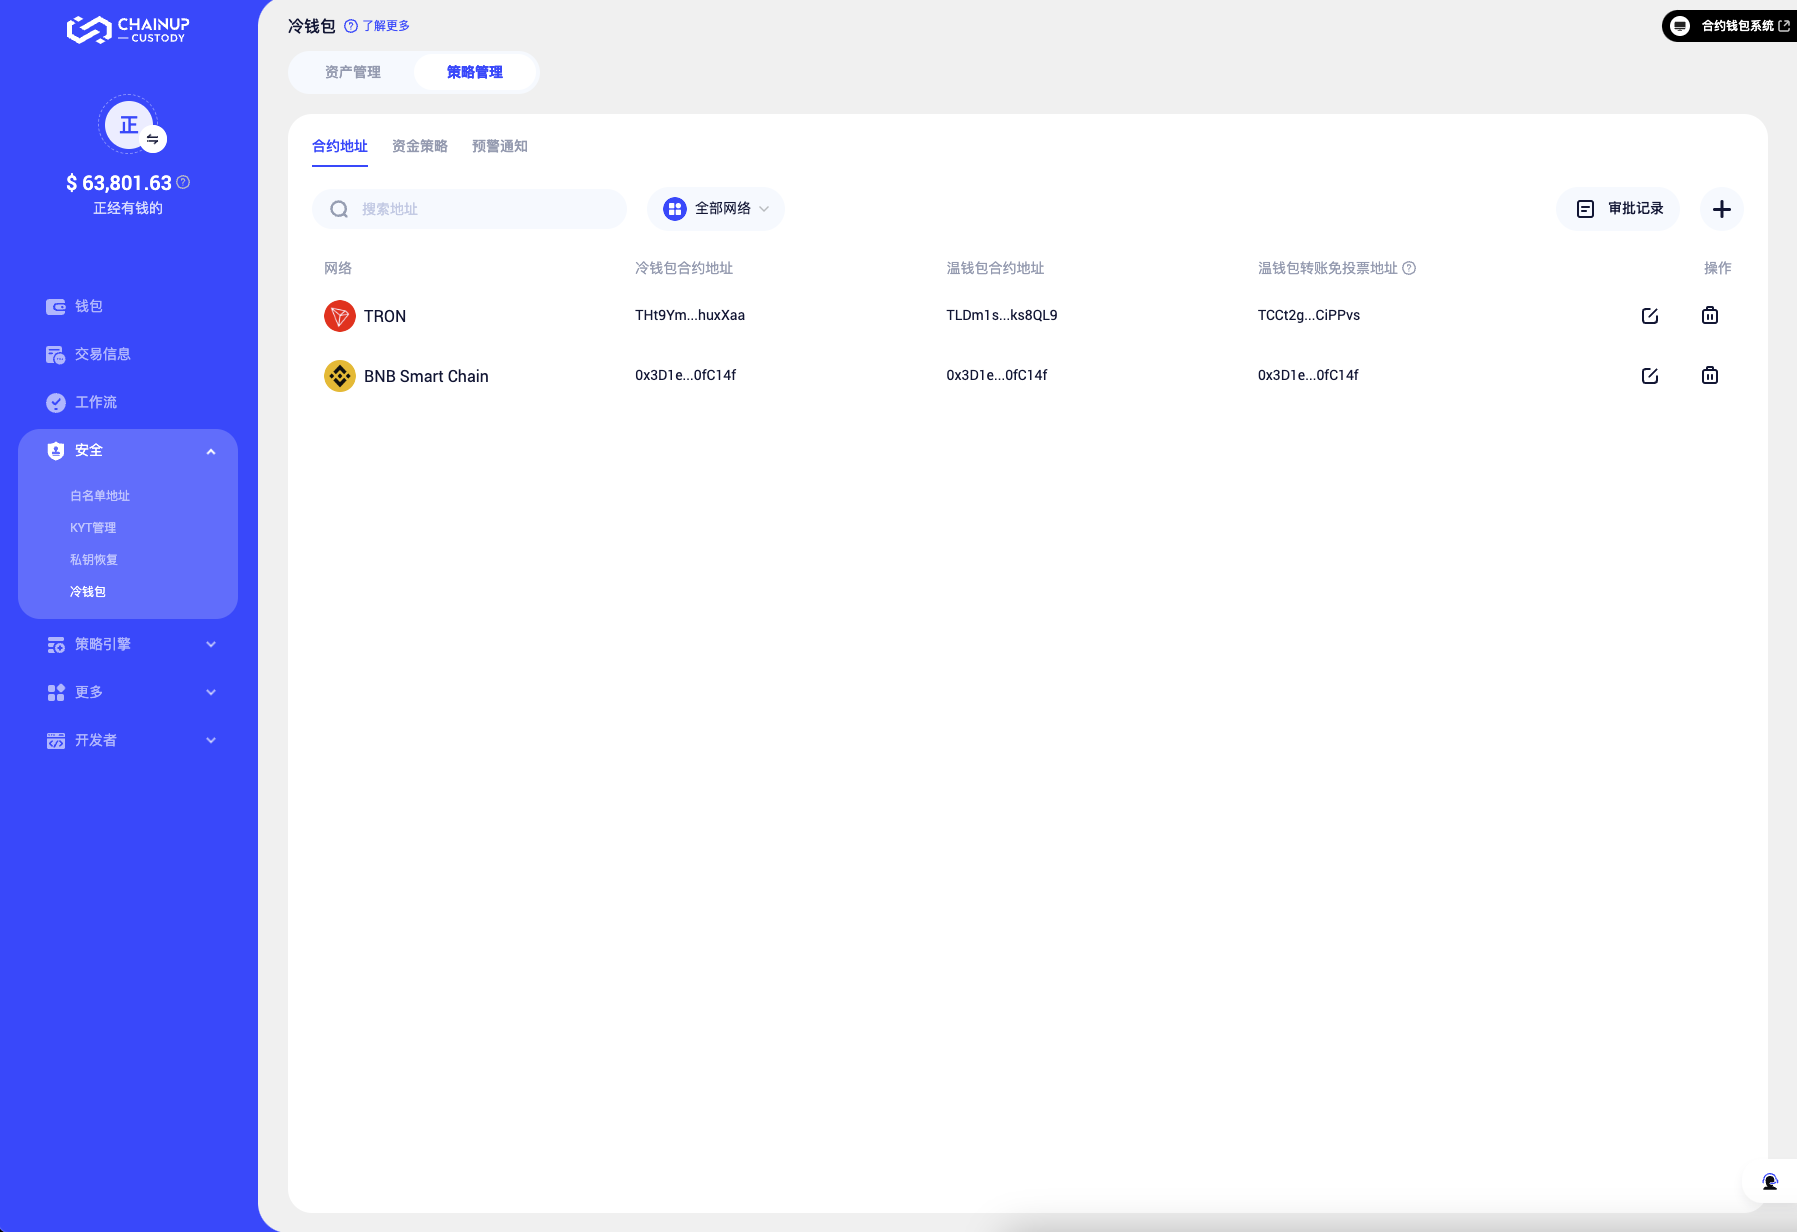 CHAINUP
CUSTODY
正
$ 63,801.63
正经有钱的
钱包
交易信息
工作流
安全
白名单地址
KYT管理
私钥恢复
冷钱包
策略引擎
更多
开发者
冷钱包 了解更多
合约钱包系统
资产管理 策略管理
合约地址 资金策略 预警通知
搜索地址 全部网络 审批记录
网络 冷钱包合约地址 温钱包合约地址 温钱包转账免投票地址 操作
TRON THt9Ym...huxXaa TLDm1s...ks8QL9 TCCt2g...CiPPvs
BNB Smart Chain 0x3D1e...0fC14f 0x3D1e...0fC14f 0x3D1e...0fC14f